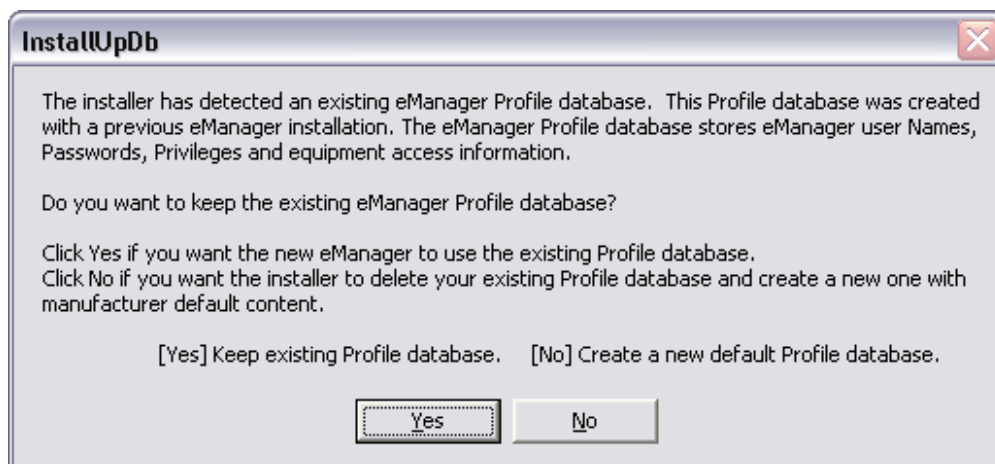 InstallUpDb
The installer has detected an existing eManager Profile database.  This Profile database was created
with a previous eManager installation. The eManager Profile database stores eManager user Names,
Passwords, Privileges and equipment access information.
Do you want to keep the existing eManager Profile database?
Click Yes if you want the new eManager to use the existing Profile database.
Click No if you want the installer to delete your existing Profile database and create a new one with
manufacturer default content.
[Yes] Keep existing Profile database.    [No] Create a new default Profile database.
Yes    No